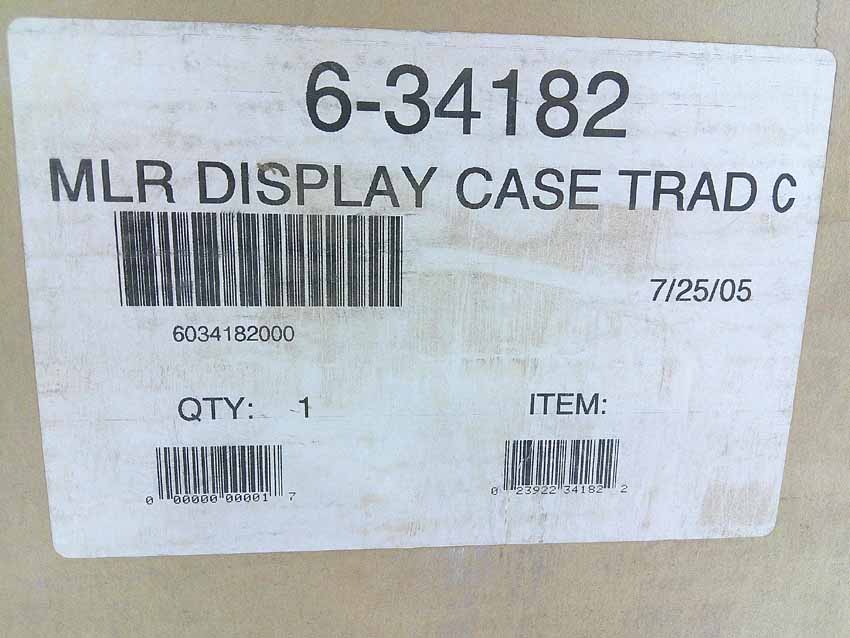 6-34182
MLR DISPLAY CASE TRAD C
7/25/05
6034182000
QTY: 1 ITEM:
0 00000 00001 7 0 23922 34182 2